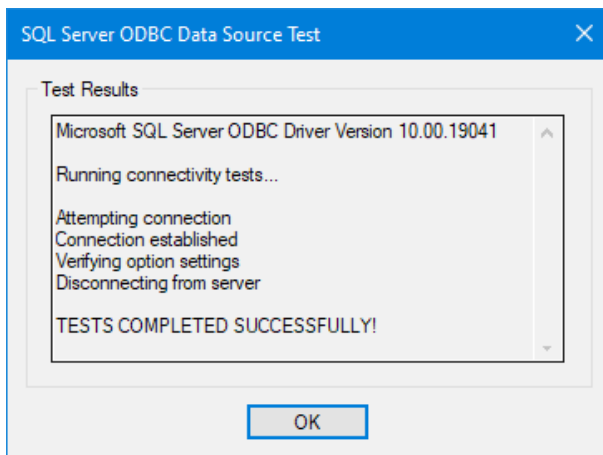 SQL Server ODBC Data Source Test
Test Results
Microsoft SQL Server ODBC Driver Version 10.00.19041
Running connectivity tests...
Attempting connection
Connection established
Verifying option settings
Disconnecting from server
TESTS COMPLETED SUCCESSFULLY!
OK